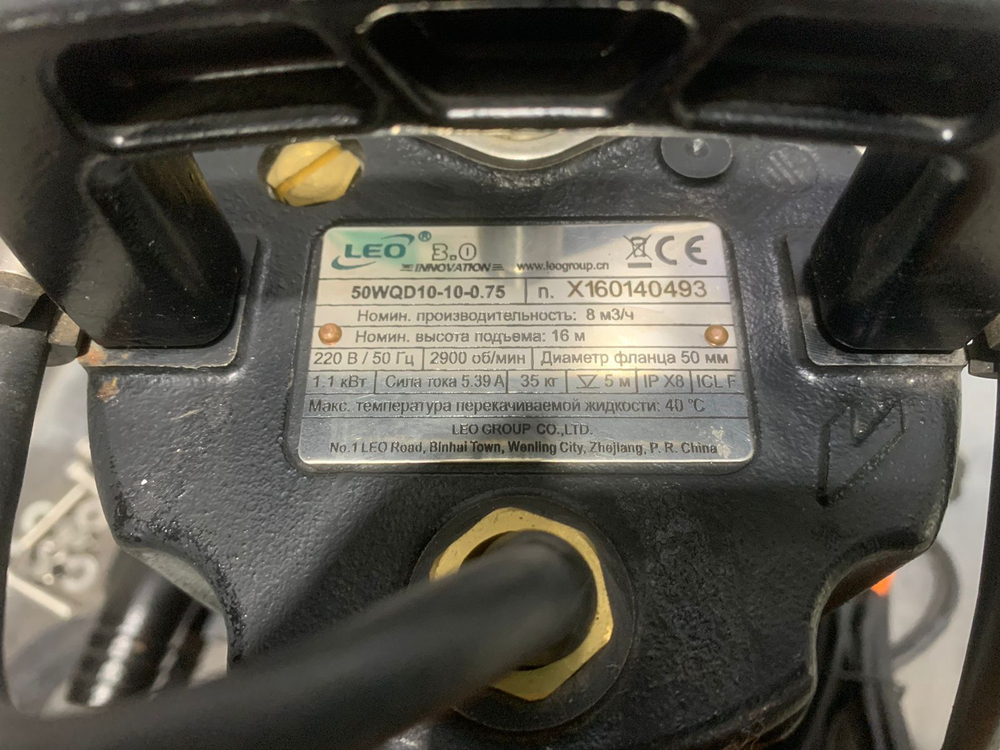 LEO® 3.0
INNOVATION www.leogroup.cn CE
50WQD10-10-0.75 п. X160140493
Номин. производительность: 8 м3/ч
Номин. высота подъема: 16 м
220 В / 50 Гц 2900 об/мин Диаметр фланца 50 мм
1.1 кВт Сила тока 5.39 А 35 кг 5 м IP X8 ICL F
Макс. температура перекачиваемой жидкости: 40 °C
LEO GROUP CO.,LTD.
No.1 LEO Road, Binhai Town, Wenling City, Zhejiang, P. R. China